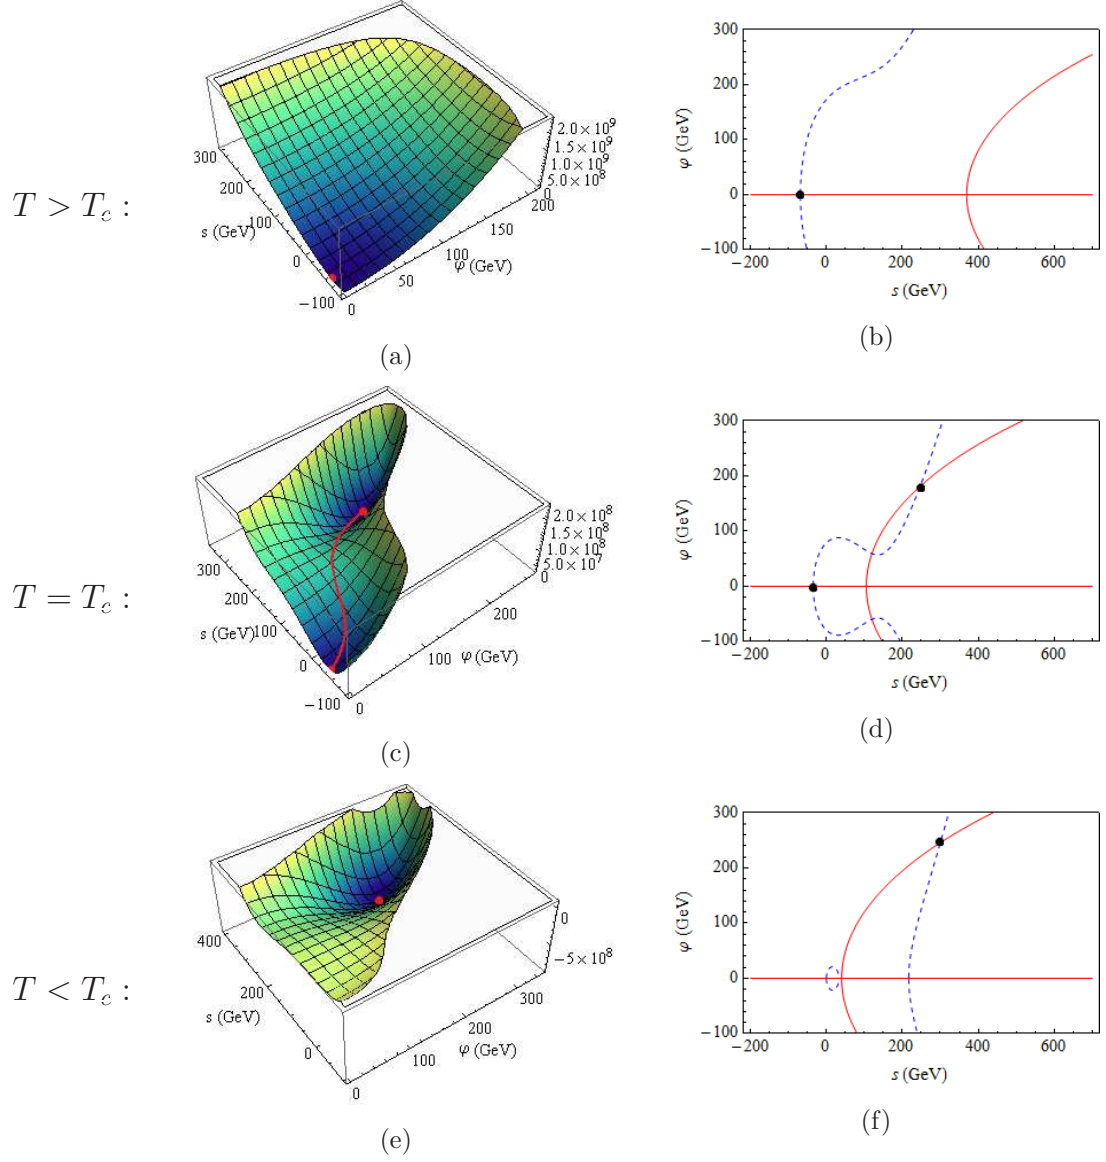 T > T_c :
300
200
100
0
−100
s (GeV)
0
50
100
150
200
φ (GeV)
2.0×10^9
1.5×10^9
1.0×10^9
5.0×10^8
0
(a)
300
200
100
0
−100
φ (GeV)
−200 0 200 400 600
s (GeV)
(b)
T = T_c :
300
200
100
0
−100
s (GeV)
0
100
200
φ (GeV)
2.0×10^8
1.5×10^8
1.0×10^8
5.0×10^7
0
(c)
300
200
100
0
−100
φ (GeV)
−200 0 200 400 600
s (GeV)
(d)
T < T_c :
400
200
0
s (GeV)
0
100
200
300
φ (GeV)
0
−5×10^8
(e)
300
200
100
0
−100
φ (GeV)
−200 0 200 400 600
s (GeV)
(f)